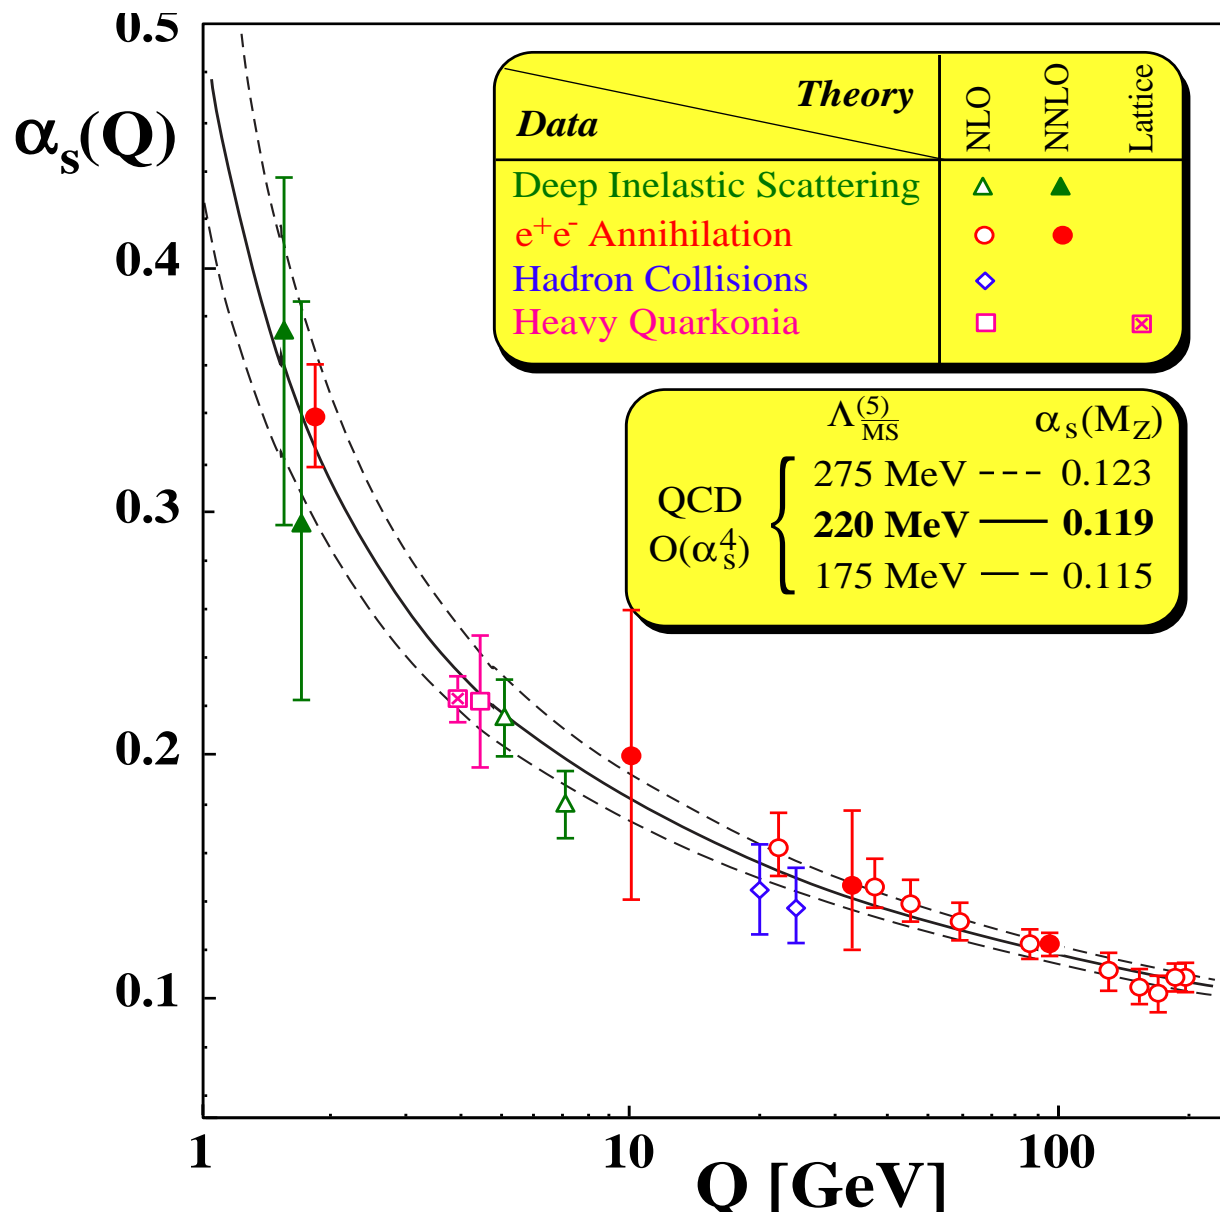 0.5
αs(Q)
0.4
0.3
0.2
0.1
1 10 100
Q [GeV]
Theory
Data
NLO
NNLO
Lattice
Deep Inelastic Scattering
e+e- Annihilation
Hadron Collisions
Heavy Quarkonia
Λ(5)MS αs(MZ)
QCD
O(αs4)
275 MeV 0.123
220 MeV 0.119
175 MeV 0.115